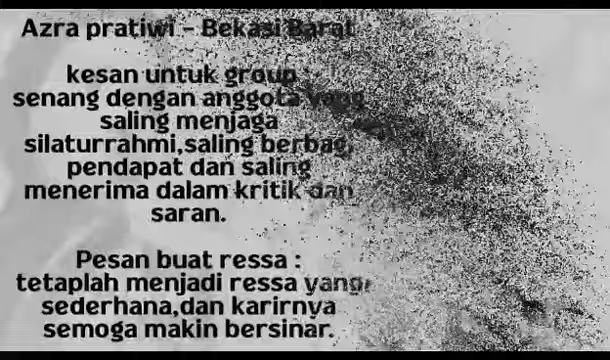 Azra pratiwi - Bekasi Barat
kesan untuk group
senang dengan anggota yang
saling menjaga
silaturrahmi,saling berbagi,
pendapat dan saling
menerima dalam kritik dan
saran.
Pesan buat ressa :
tetaplah menjadi ressa yang
sederhana,dan karirnya
semoga makin bersinar.